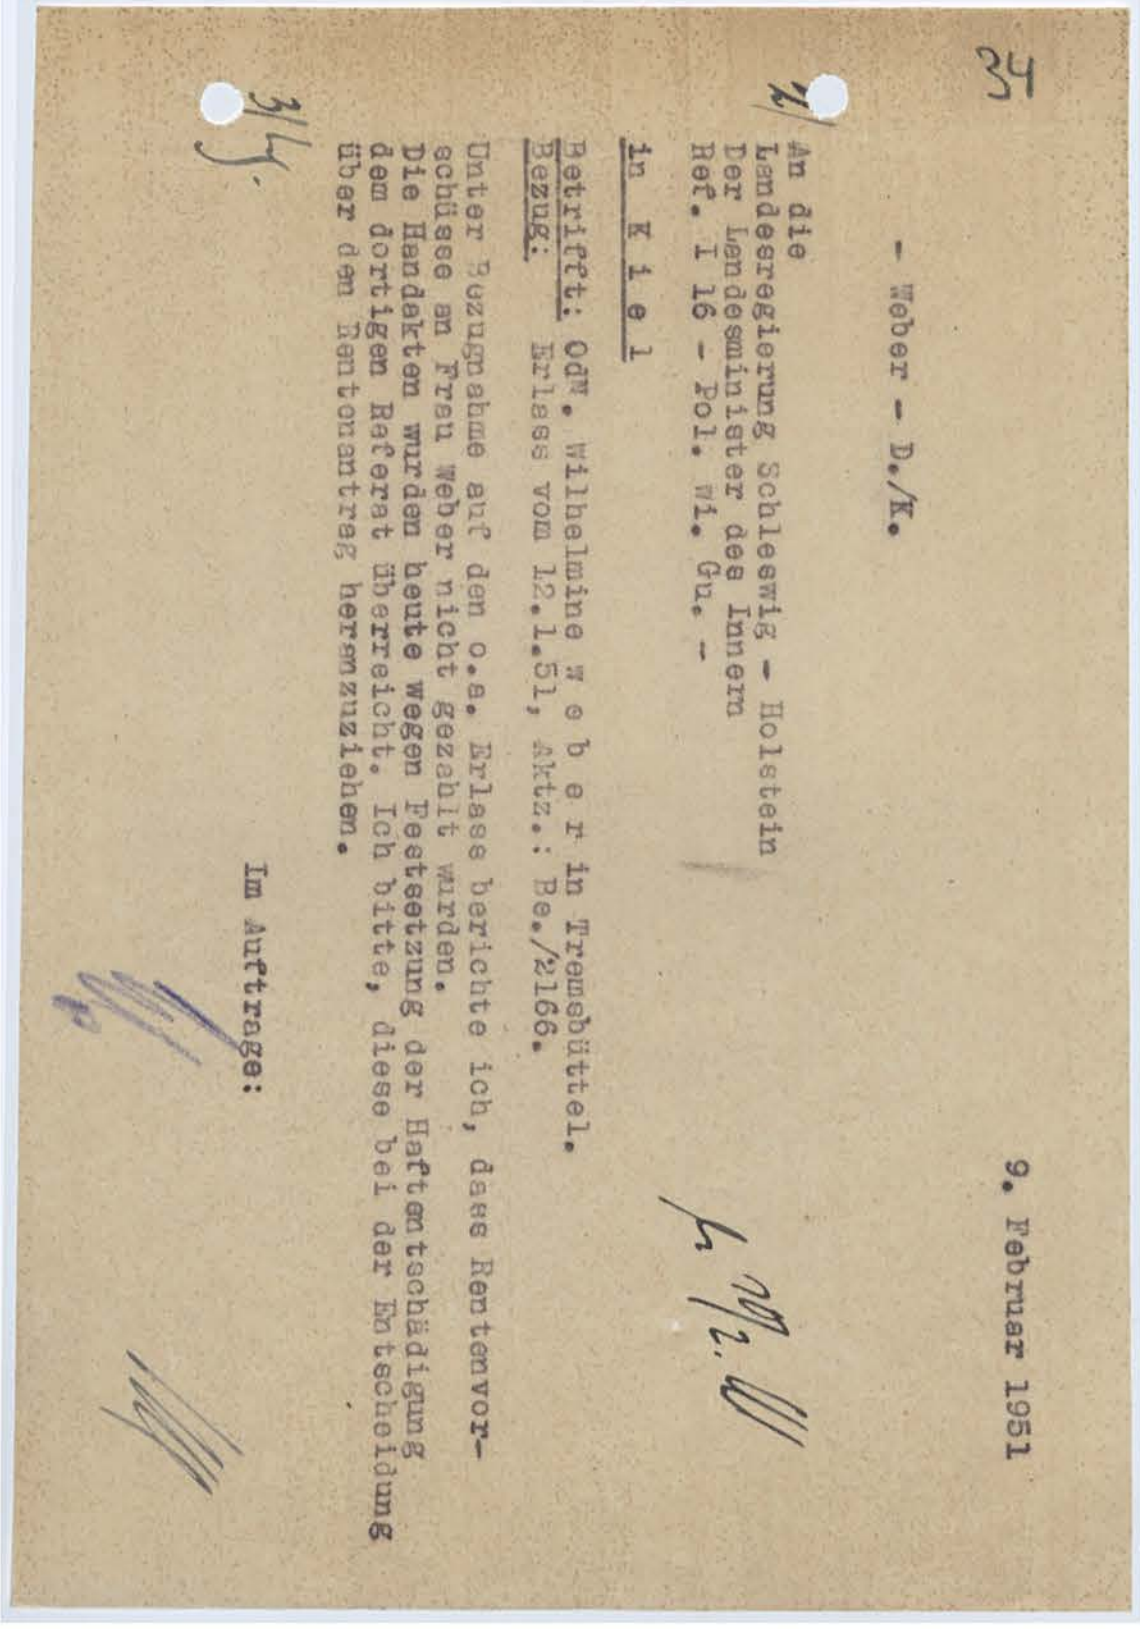 24
9. Februar 1951
- Weber - D./K.
An die
Landesregierung Schleswig - Holstein
Der Landesminister des Innern
Ref. I 16 - Pol. Wi. Gu. -
in K i e l
Betrifft: OdN. Wilhelmine W e b e r in Tremsbüttel.
Bezug: Erlass vom 12.1.51, Aktz.: Be./2166.
Unter Bezugnahme auf den o.a. Erlass berichte ich, dass Rentenvor-
schüsse an Frau Weber nicht gezahlt wurden.
Die Handakten wurden heute wegen Festsetzung der Haftentschädigung
dem dortigen Referat überreicht. Ich bitte, diese bei der Entscheidung
über den Rentenantrag heranzuziehen.
Im Auftrage: